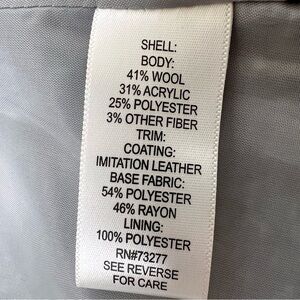 SHELL:
BODY:
41% WOOL
31% ACRYLIC
25% POLYESTER
3% OTHER FIBER
TRIM:
COATING:
IMITATION LEATHER
BASE FABRIC:
54% POLYESTER
46% RAYON
LINING:
100% POLYESTER
RN#73277
SEE REVERSE
FOR CARE